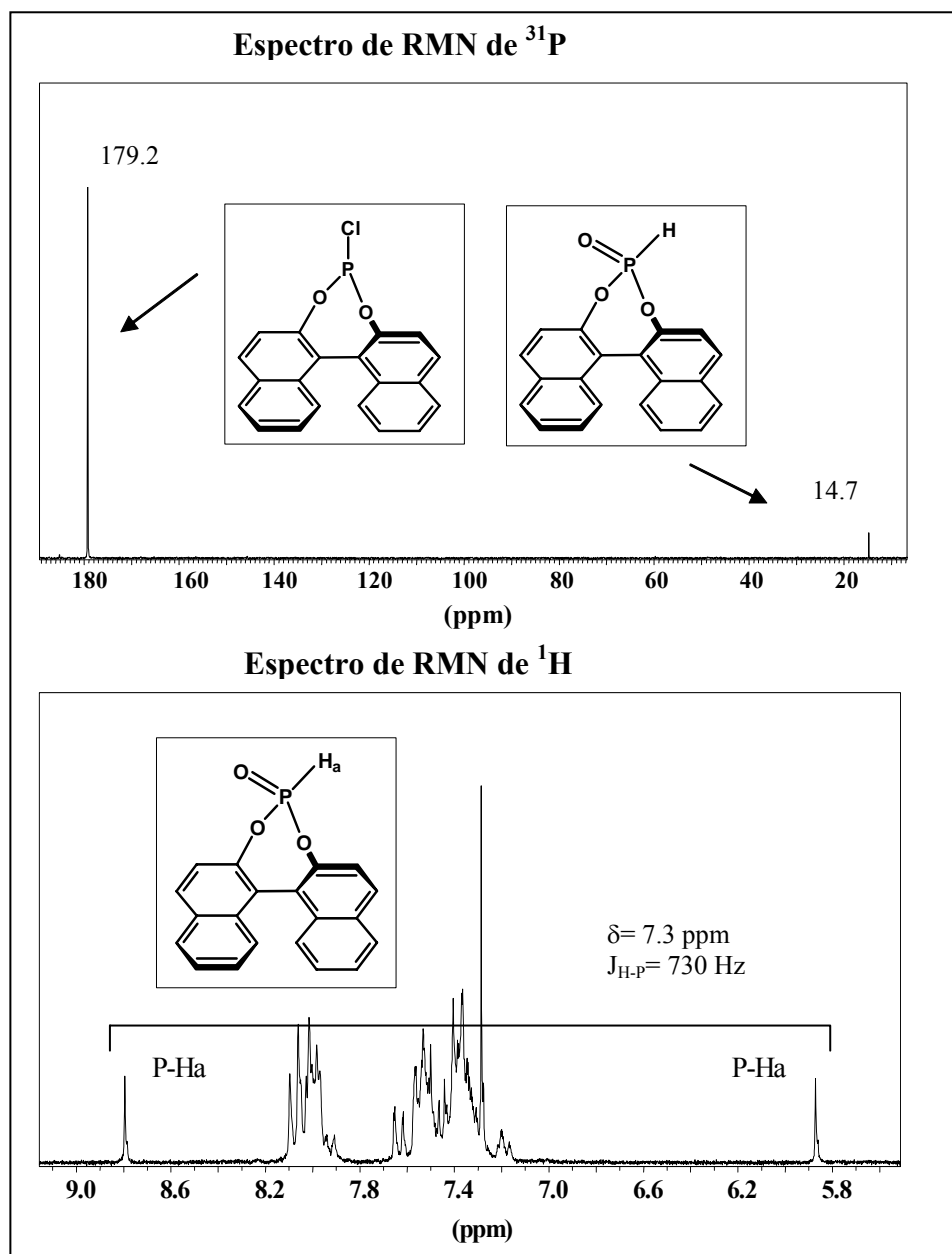 Espectro de RMN de ³¹P
179.2
Cl
P
O
O
O
H
P
O
O
14.7
180 160 140 120 100 80 60 40 20
(ppm)
Espectro de RMN de ¹H
O
Hₐ
P
O
O
δ= 7.3 ppm
J_H-P= 730 Hz
P-Ha
P-Ha
9.0 8.6 8.2 7.8 7.4 7.0 6.6 6.2 5.8
(ppm)